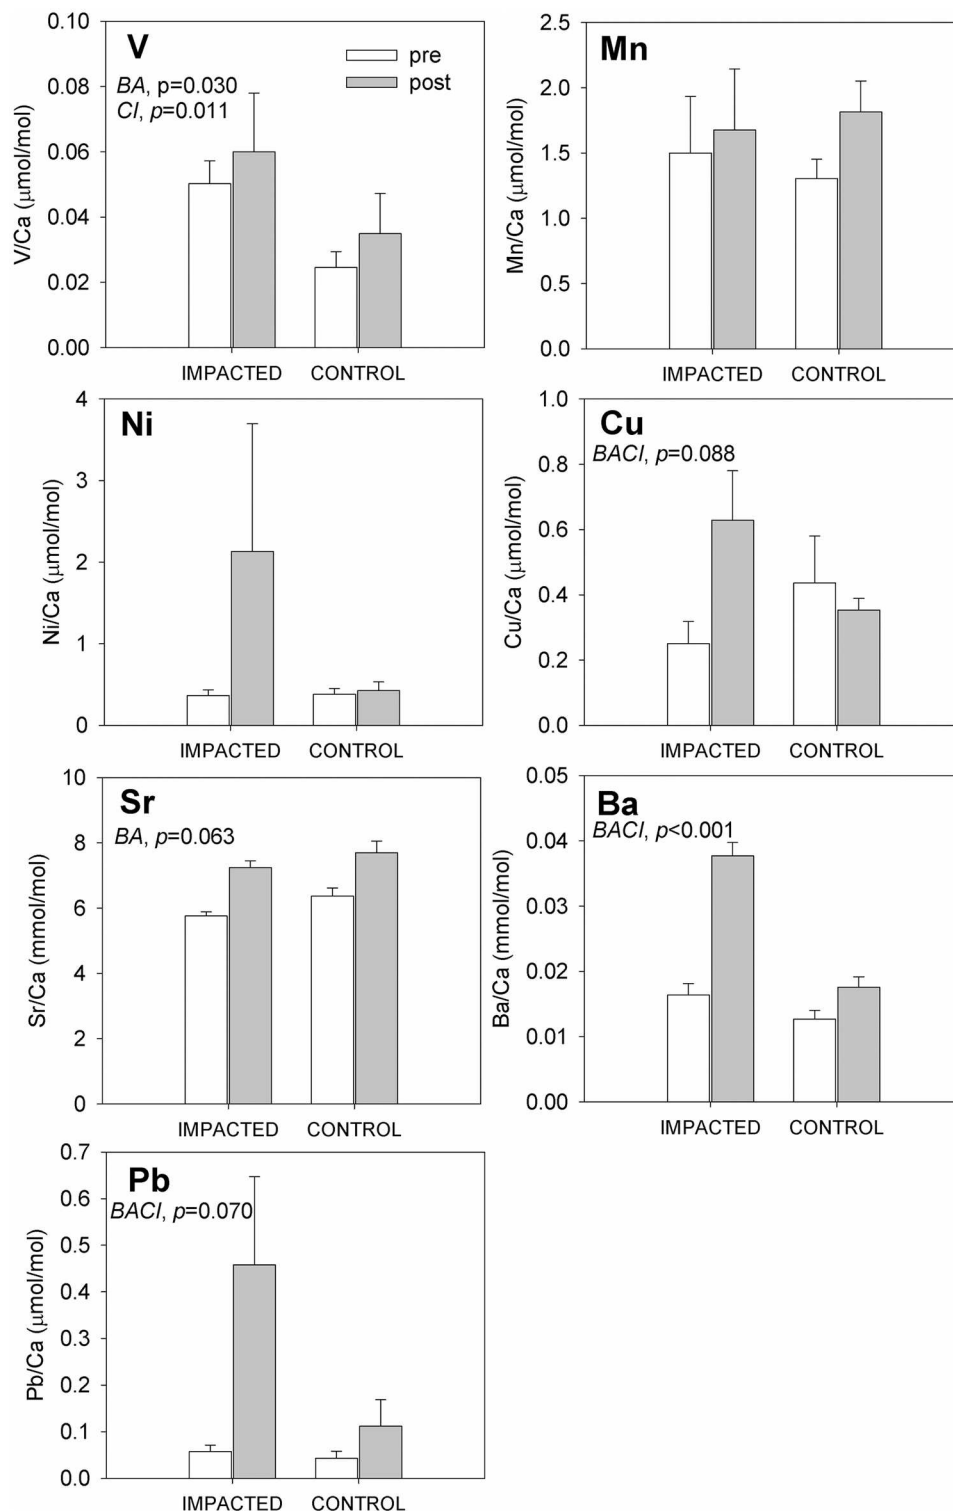 V
pre
post
BA, p=0.030
CI, p=0.011
V/Ca (μmol/mol)
0.10
0.08
0.06
0.04
0.02
0.00
IMPACTED CONTROL
Mn
Mn/Ca (μmol/mol)
2.5
2.0
1.5
1.0
0.5
0.0
IMPACTED CONTROL
Ni
Ni/Ca (μmol/mol)
4
3
2
1
0
IMPACTED CONTROL
Cu
BACI, p=0.088
Cu/Ca (μmol/mol)
1.0
0.8
0.6
0.4
0.2
0.0
IMPACTED CONTROL
Sr
BA, p=0.063
Sr/Ca (mmol/mol)
10
8
6
4
2
0
IMPACTED CONTROL
Ba
BACI, p<0.001
Ba/Ca (mmol/mol)
0.05
0.04
0.03
0.02
0.01
0.00
IMPACTED CONTROL
Pb
BACI, p=0.070
Pb/Ca (μmol/mol)
0.7
0.6
0.5
0.4
0.3
0.2
0.1
0.0
IMPACTED CONTROL